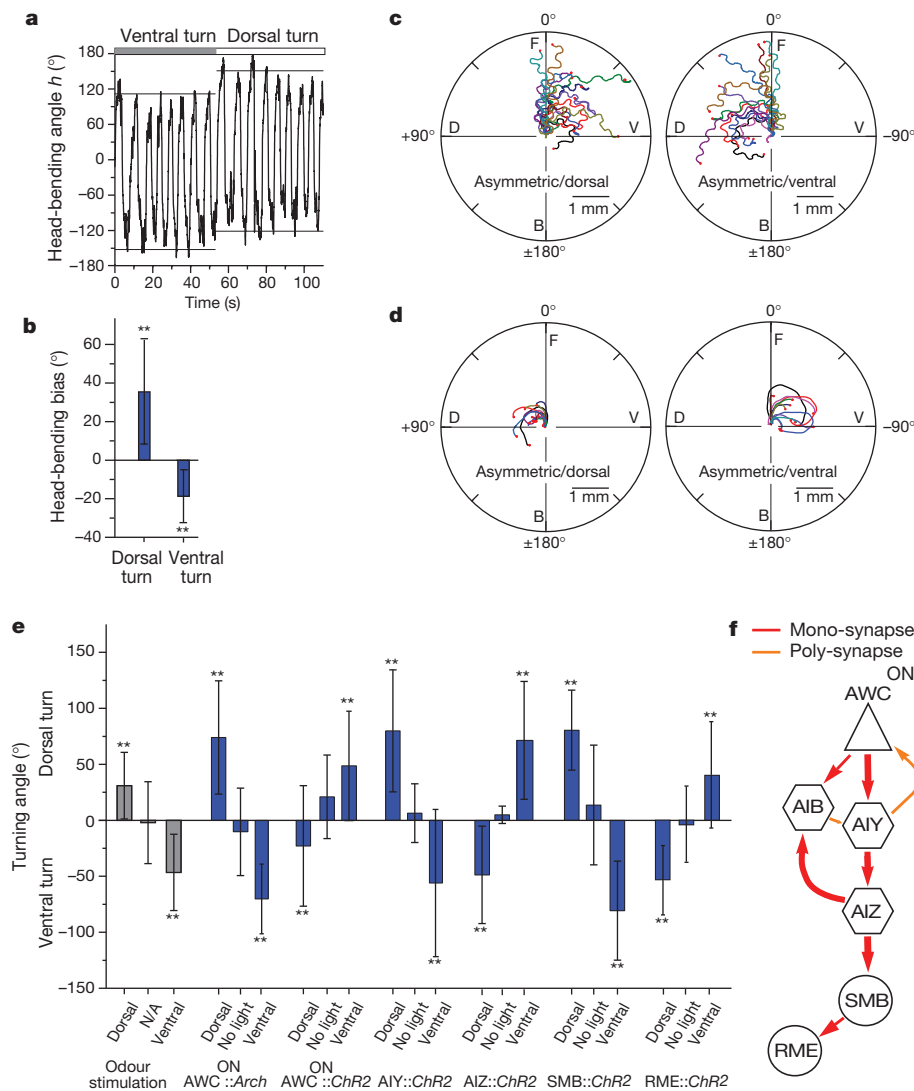 a
Ventral turn Dorsal turn
Head-bending angle h (°)
180
120
60
0
−60
−120
−180
0 20 40 60 80 100
Time (s)
b
Head-bending bias (°)
60
40
20
0
−20
−40
**
**
Dorsal turn
Ventral turn
c
0°
F
+90° D V
B
±180°
Asymmetric/dorsal
1 mm
0°
F
D V −90°
B
±180°
Asymmetric/ventral
1 mm
d
0°
F
+90° D V
B
±180°
Asymmetric/dorsal
1 mm
0°
F
D V −90°
B
±180°
Asymmetric/ventral
1 mm
e
Turning angle (°)
Ventral turn Dorsal turn
150
100
50
0
−50
−100
−150
** ** ** ** ** ** **
** ** ** ** ** ** **
Dorsal N/A Ventral
Odour stimulation
Dorsal No light Ventral
ON
AWC ::Arch
Dorsal No light Ventral
ON
AWC ::ChR2
Dorsal No light Ventral
AIY::ChR2
Dorsal No light Ventral
AIZ::ChR2
Dorsal No light Ventral
SMB::ChR2
Dorsal No light Ventral
RME::ChR2
f
Mono-synapse
Poly-synapse
ON
AWC
AIB
AIY
AIZ
SMB
RME